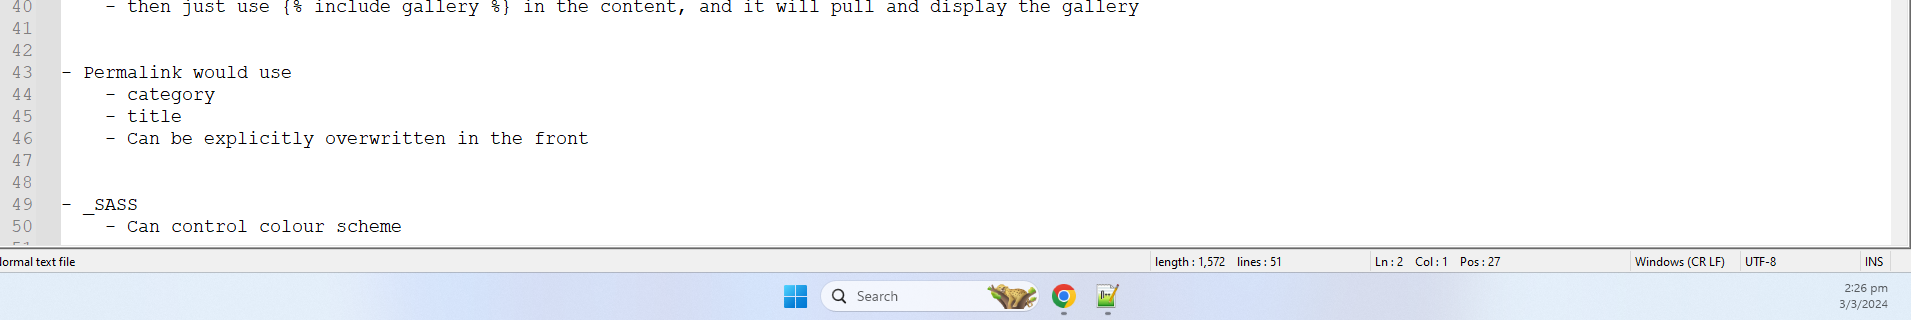 40 - then just use {% include gallery %} in the content, and it will pull and display the gallery
41
42
43 - Permalink would use
44 - category
45 - title
46 - Can be explicitly overwritten in the front
47
48
49 - _SASS
50 - Can control colour scheme
51
ormal text file length : 1,572 lines : 51 Ln : 2 Col : 1 Pos : 27 Windows (CR LF) UTF-8 INS
Search
2:26 pm
3/3/2024